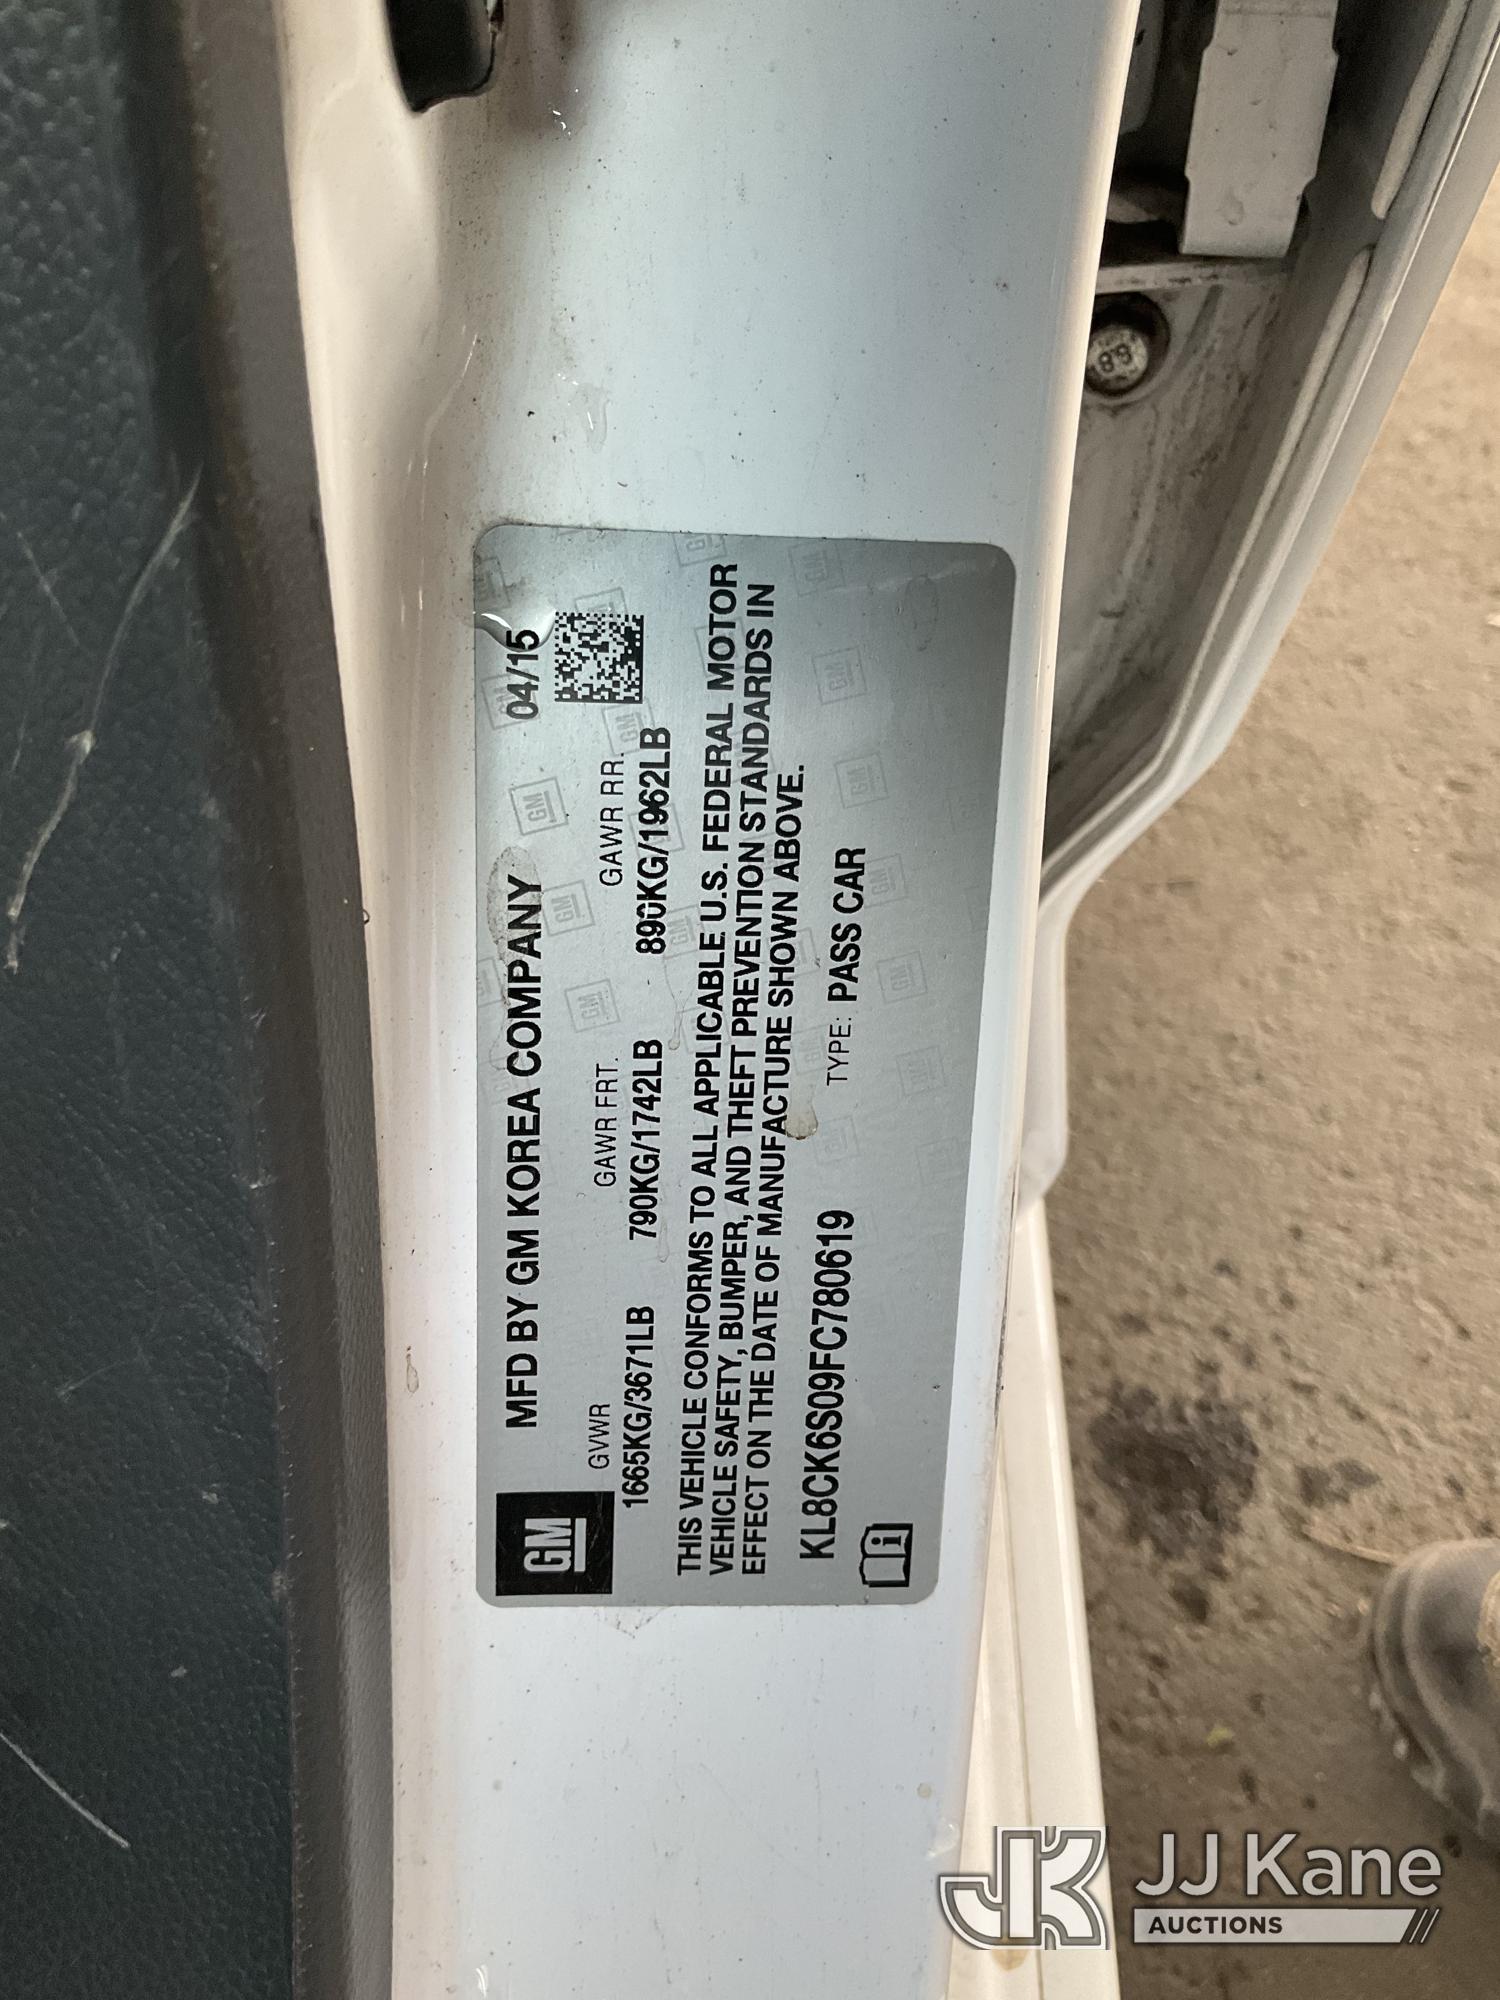 MFD BY GM KOREA COMPANY 04/15
GM
GVWR GAWR FRT. GAWR RR.
1665KG/3671LB 790KG/1742LB 890KG/1962LB
THIS VEHICLE CONFORMS TO ALL APPLICABLE U.S. FEDERAL MOTOR
VEHICLE SAFETY, BUMPER, AND THEFT PREVENTION STANDARDS IN
EFFECT ON THE DATE OF MANUFACTURE SHOWN ABOVE.
KL8CK6S09FC780619 TYPE: PASS CAR
8.8
JJ Kane
AUCTIONS